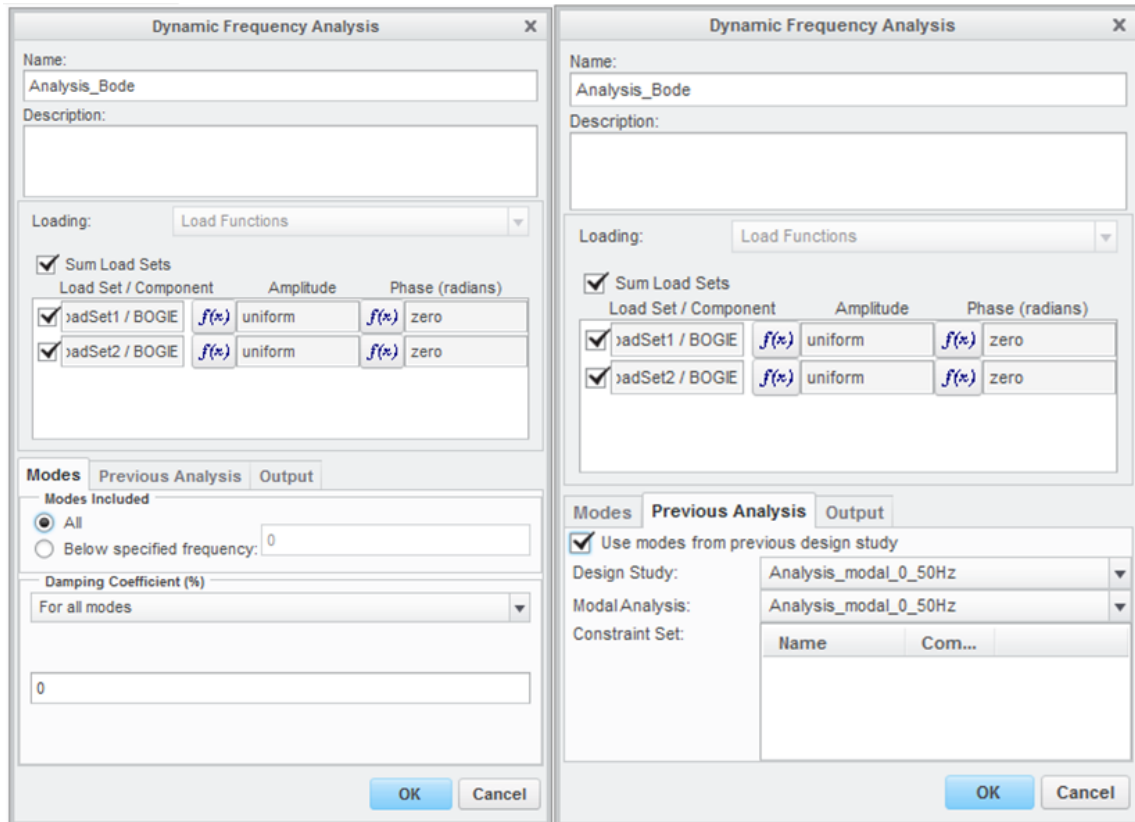 Dynamic Frequency Analysis X
Name:
Analysis_Bode
Description:
Loading: Load Functions
Sum Load Sets
Load Set / Component Amplitude Phase (radians)
oadSet1 / BOGIE f(x) uniform f(x) zero
oadSet2 / BOGIE f(x) uniform f(x) zero
Modes Previous Analysis Output
Modes Included
All
Below specified frequency: 0
Damping Coefficient (%)
For all modes
0
OK Cancel
Dynamic Frequency Analysis X
Name:
Analysis_Bode
Description:
Loading: Load Functions
Sum Load Sets
Load Set / Component Amplitude Phase (radians)
oadSet1 / BOGIE f(x) uniform f(x) zero
oadSet2 / BOGIE f(x) uniform f(x) zero
Modes Previous Analysis Output
Use modes from previous design study
Design Study: Analysis_modal_0_50Hz
Modal Analysis: Analysis_modal_0_50Hz
Constraint Set: Name Com...
OK Cancel